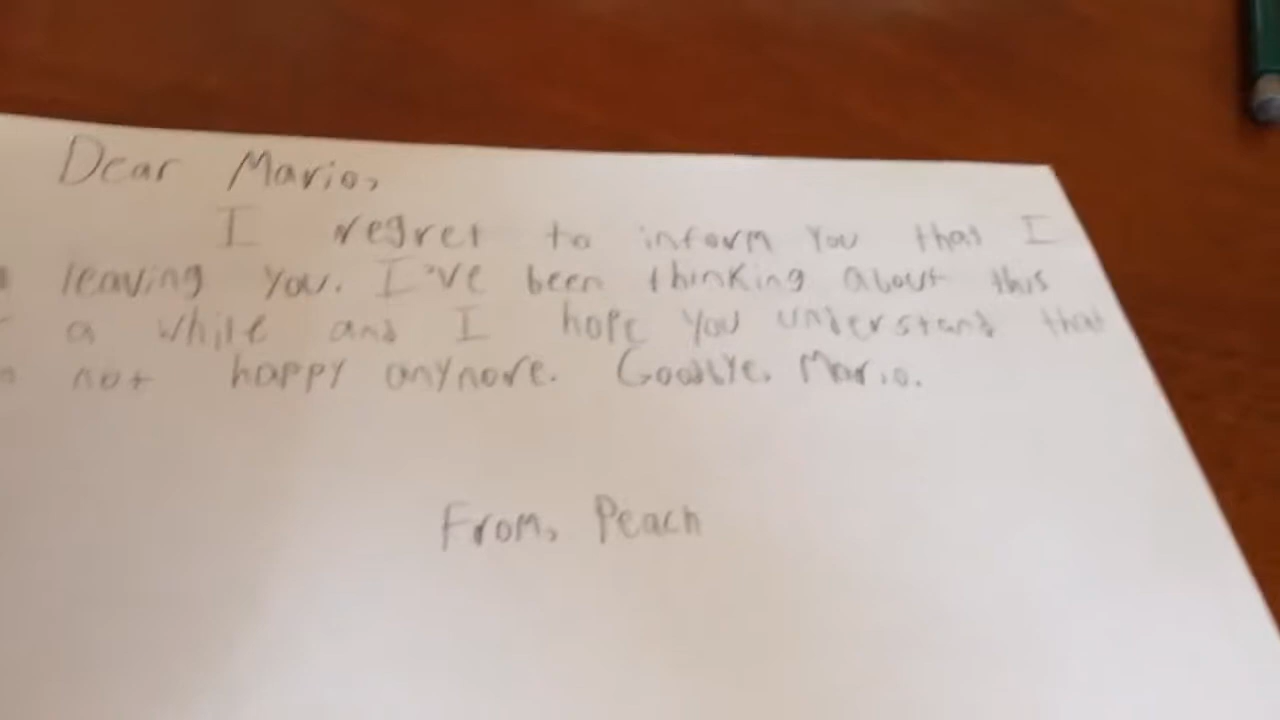 Dear Mario,
I regret to inform you that I
leaving you. I've been thinking about this
a while and I hope you understand that
not happy anymore. Goodbye, Mario.
From, Peach